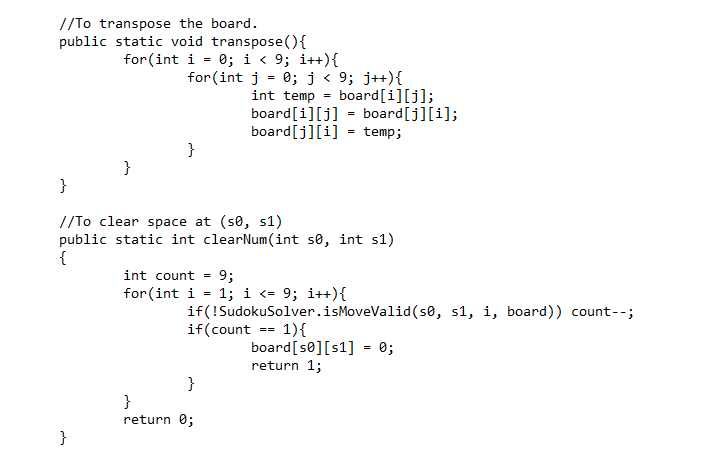 //To transpose the board.
public static void transpose(){
for(int i = 0; i < 9; i++){
for(int j = 0; j < 9; j++){
int temp = board[i][j];
board[i][j] = board[j][i];
board[j][i] = temp;
}
}
}
//To clear space at (s0, s1)
public static int clearNum(int s0, int s1)
{
int count = 9;
for(int i = 1; i <= 9; i++){
if(!SudokuSolver.isMoveValid(s0, s1, i, board)) count--;
if(count == 1){
board[s0][s1] = 0;
return 1;
}
}
return 0;
}